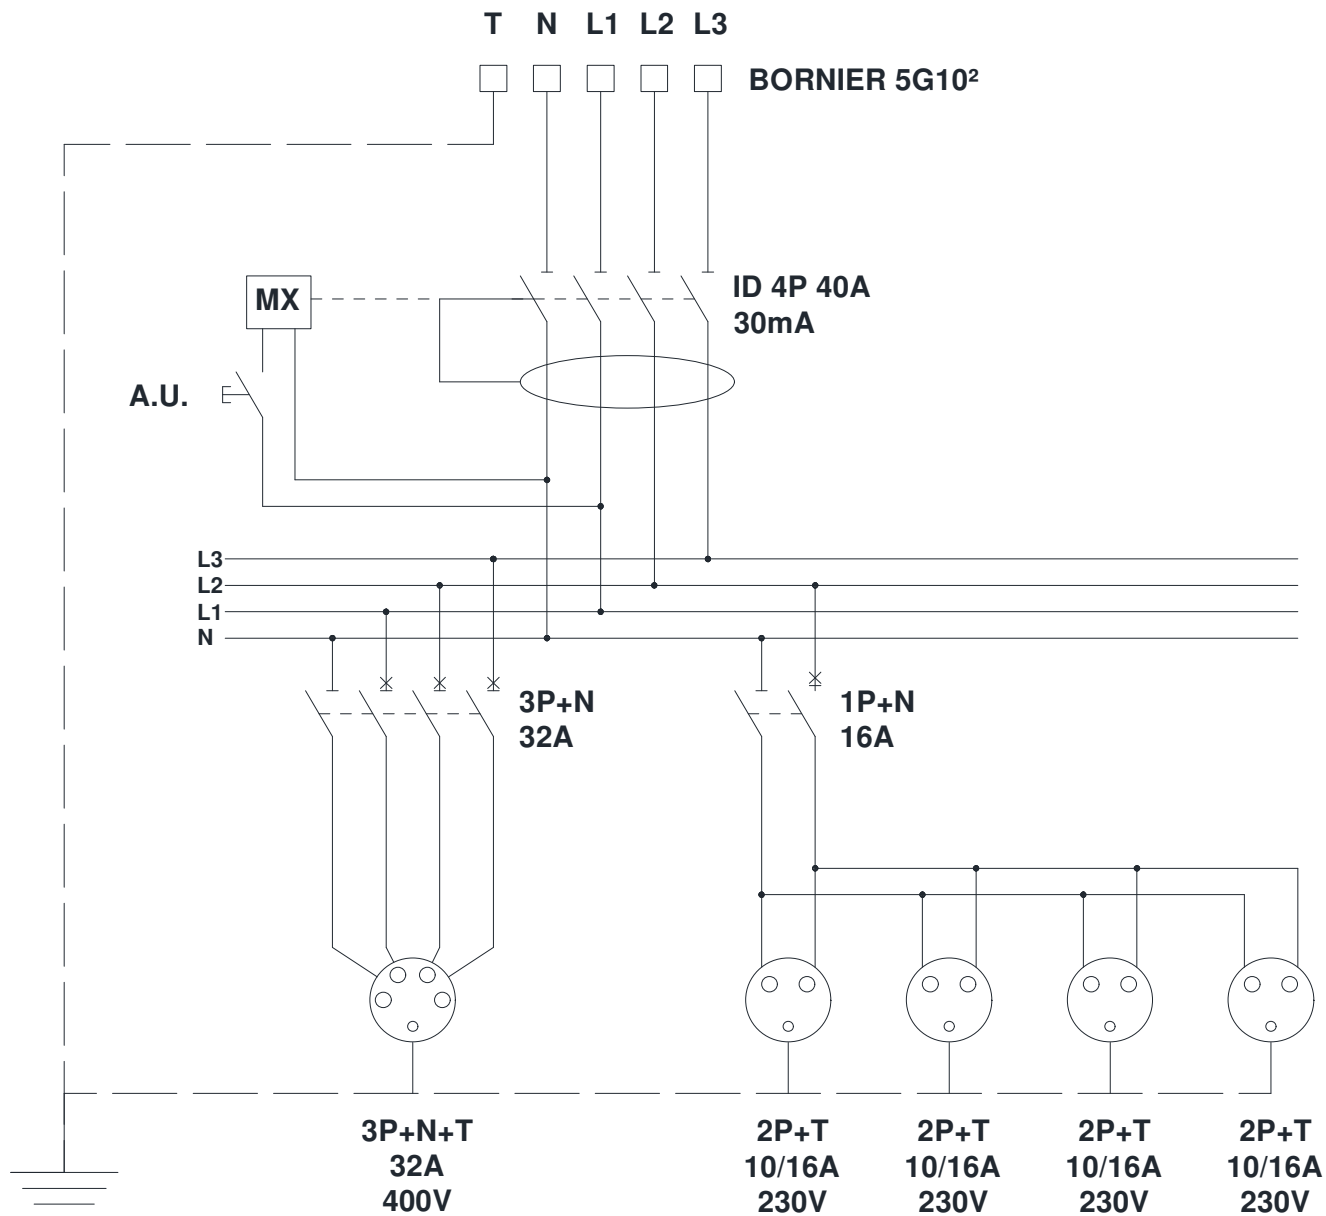 T N L1 L2 L3
BORNIER 5G10²
MX
ID 4P 40A
30mA
A.U.
L3
L2
L1
N
3P+N
32A
1P+N
16A
3P+N+T
32A
400V
2P+T
10/16A
230V
2P+T
10/16A
230V
2P+T
10/16A
230V
2P+T
10/16A
230V